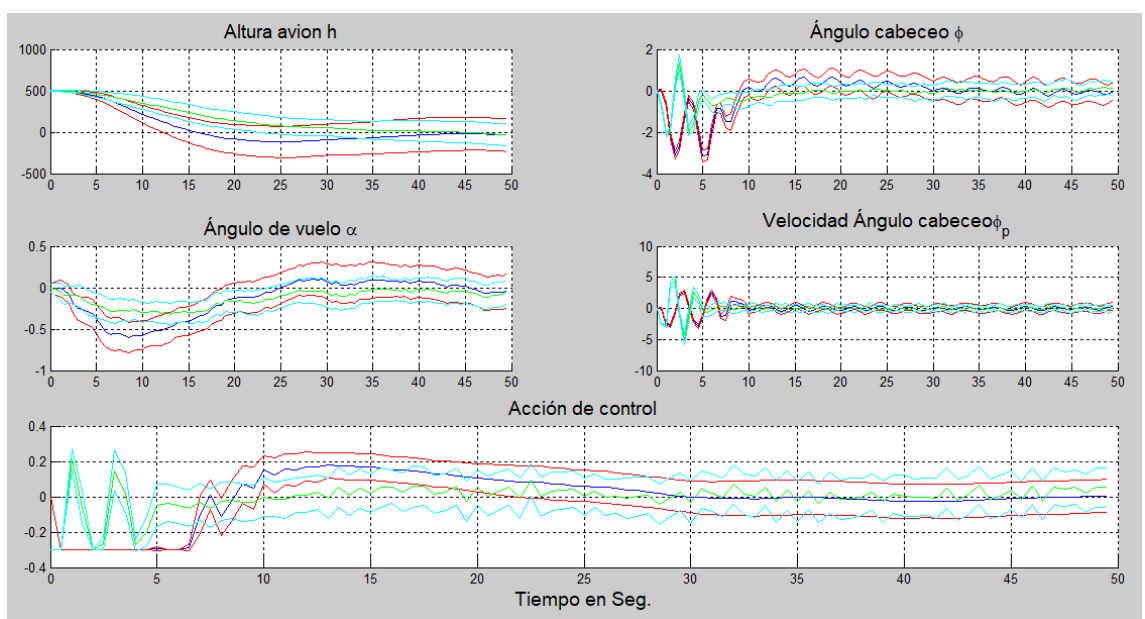 Altura avion h
1000
500
0
-500
0 5 10 15 20 25 30 35 40 45 50
Ángulo cabeceo ϕ
2
0
-2
-4
0 5 10 15 20 25 30 35 40 45 50
Ángulo de vuelo α
0.5
0
-0.5
-1
0 5 10 15 20 25 30 35 40 45 50
Velocidad Ángulo cabeceoϕp
10
5
0
-5
-10
0 5 10 15 20 25 30 35 40 45 50
Acción de control
0.4
0.2
0
-0.2
-0.4
0 5 10 15 20 25 30 35 40 45 50
Tiempo en Seg.